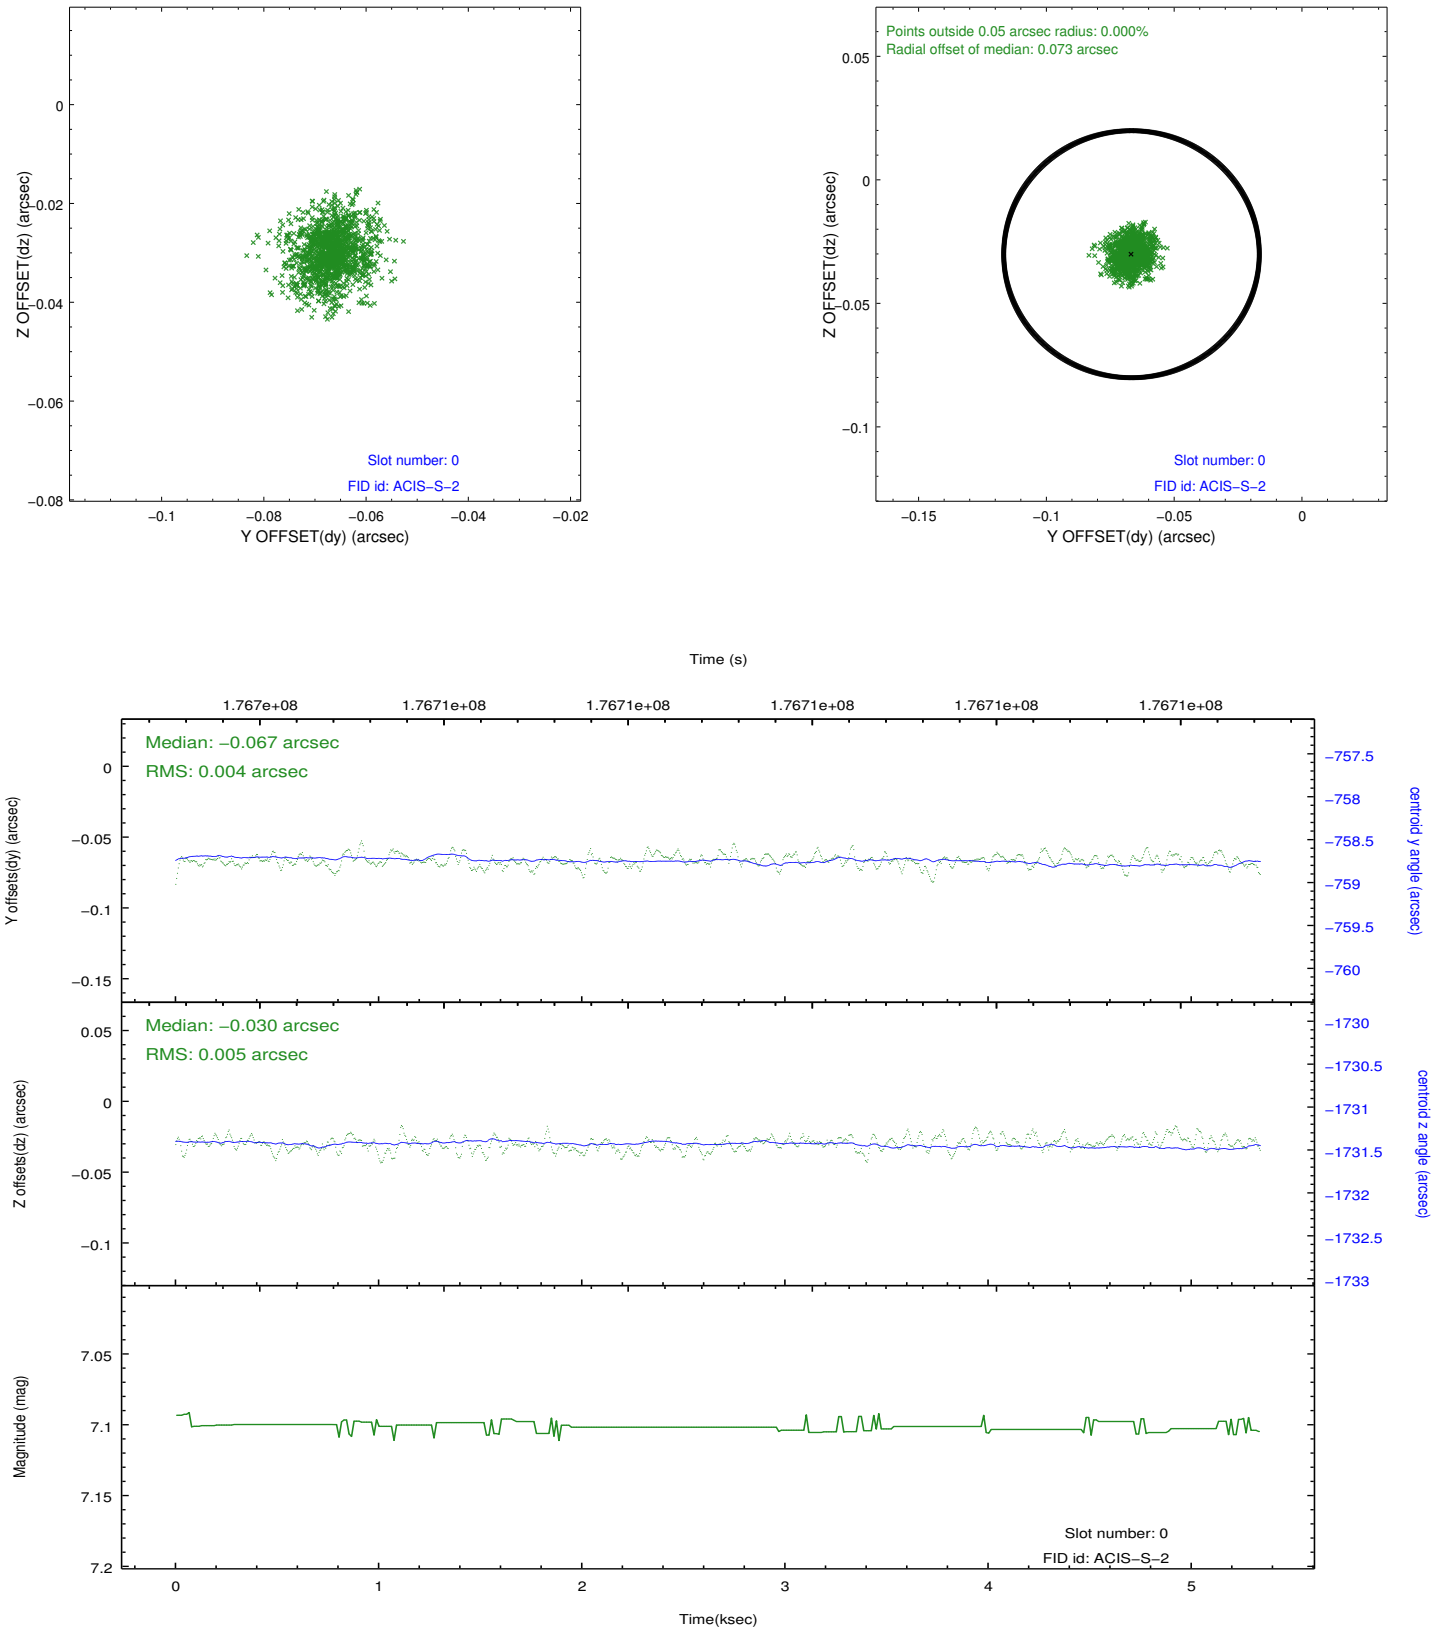 0
−0.02
−0.04
−0.06
−0.08
Z OFFSET(dz) (arcsec)
−0.1
−0.08
−0.06
−0.04
−0.02
Y OFFSET(dy) (arcsec)
Slot number: 0
FID id: ACIS−S−2
Points outside 0.05 arcsec radius: 0.000%
Radial offset of median: 0.073 arcsec
0.05
0
−0.05
−0.1
Z OFFSET(dz) (arcsec)
Slot number: 0
FID id: ACIS−S−2
−0.15
−0.1
−0.05
0
Y OFFSET(dy) (arcsec)
Time (s)
1.767e+08
1.7671e+08
1.7671e+08
1.7671e+08
1.7671e+08
1.7671e+08
Median: −0.067 arcsec
RMS: 0.004 arcsec
0
−0.05
−0.1
−0.15
Y offsets(dy) (arcsec)
−757.5
−758
−758.5
−759
−759.5
−760
centroid y angle (arcsec)
Median: −0.030 arcsec
RMS: 0.005 arcsec
0.05
0
−0.05
−0.1
Z offsets(dz) (arcsec)
−1730
−1730.5
−1731
−1731.5
−1732
−1732.5
−1733
centroid z angle (arcsec)
7.05
7.1
7.15
7.2
Magnitude (mag)
Slot number: 0
FID id: ACIS−S−2
0
1
2
3
4
5
Time(ksec)